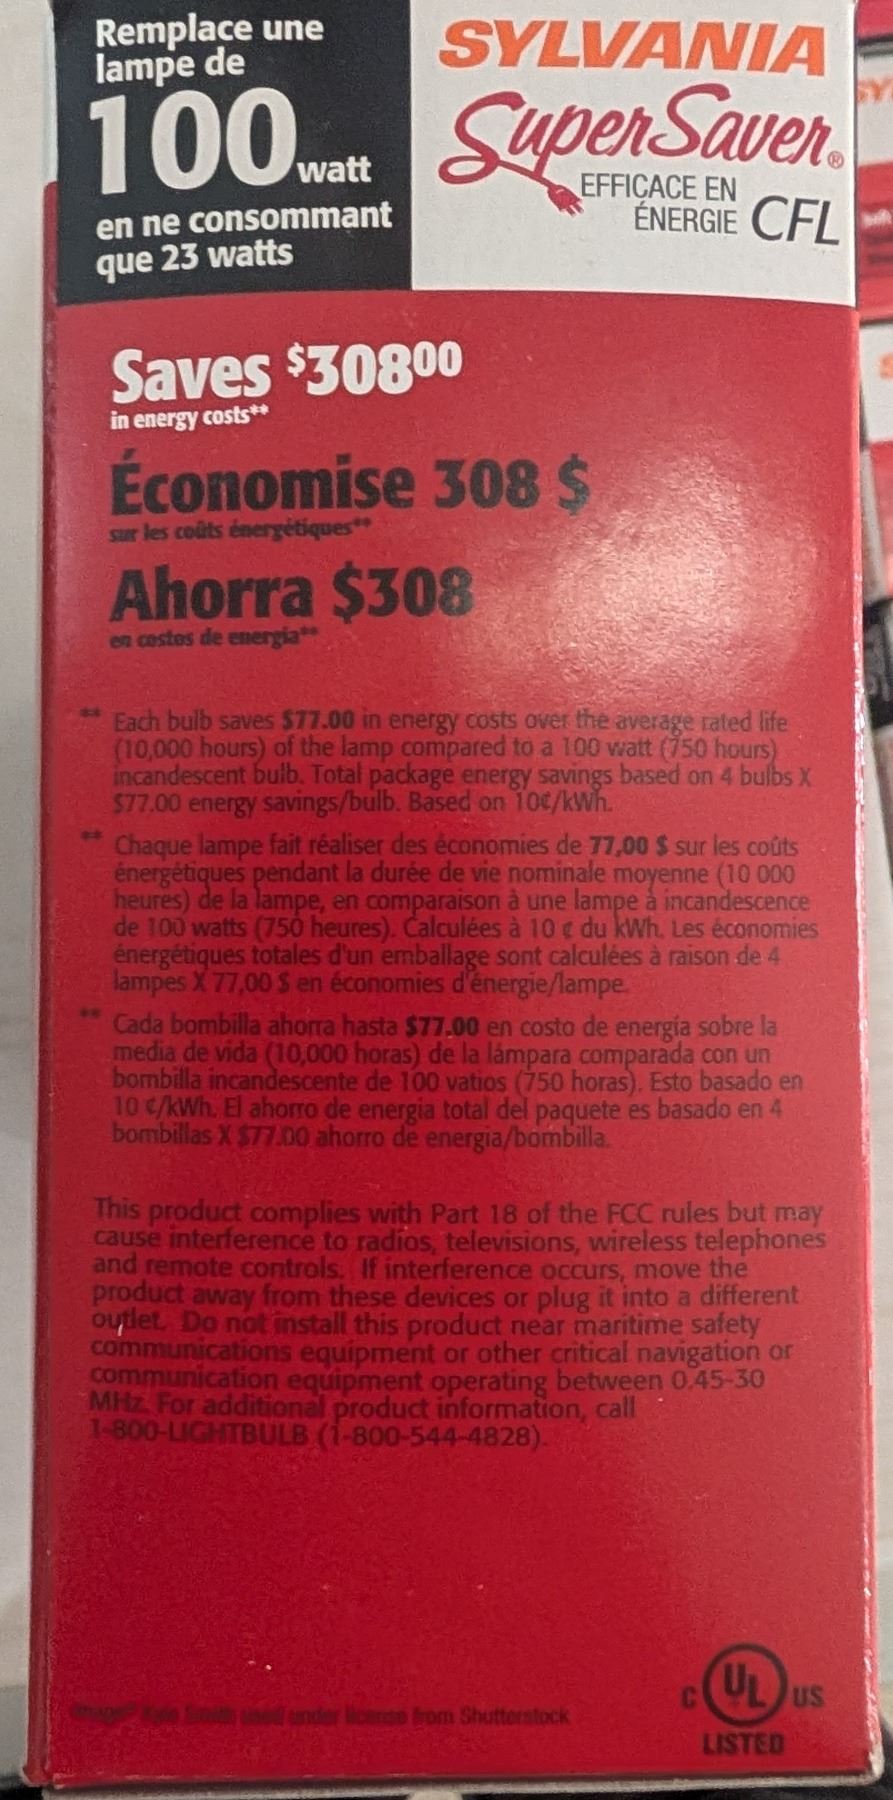 Remplace une
lampe de
100 watt
en ne consommant
que 23 watts
SYLVANIA
SuperSaver®
EFFICACE EN
ÉNERGIE CFL
Saves $308⁰⁰
in energy costs**
Économise 308 $
sur les coûts énergétiques**
Ahorra $308
en costos de energia**
** Each bulb saves $77.00 in energy costs over the average rated life
(10,000 hours) of the lamp compared to a 100 watt (750 hours)
incandescent bulb. Total package energy savings based on 4 bulbs X
$77.00 energy savings/bulb. Based on 10¢/kWh.
** Chaque lampe fait réaliser des économies de 77,00 $ sur les coûts
énergétiques pendant la durée de vie nominale moyenne (10 000
heures) de la lampe, en comparaison à une lampe à incandescence
de 100 watts (750 heures). Calculées à 10 ¢ du kWh. Les économies
énergétiques totales d'un emballage sont calculées à raison de 4
lampes X 77,00 $ en économies d'énergie/lampe.
** Cada bombilla ahorra hasta $77.00 en costo de energía sobre la
media de vida (10,000 horas) de la lámpara comparada con un
bombilla incandescente de 100 vatios (750 horas). Esto basado en
10 ¢/kWh. El ahorro de energia total del paquete es basado en 4
bombillas X $77.00 ahorro de energia/bombilla.
This product complies with Part 18 of the FCC rules but may
cause interference to radios, televisions, wireless telephones
and remote controls. If interference occurs, move the
product away from these devices or plug it into a different
outlet. Do not install this product near maritime safety
communications equipment or other critical navigation or
communication equipment operating between 0.45-30
MHz. For additional product information, call
1-800-LIGHTBULB (1-800-544-4828).
C UL US
LISTED
Smith used under license from Shutterstock